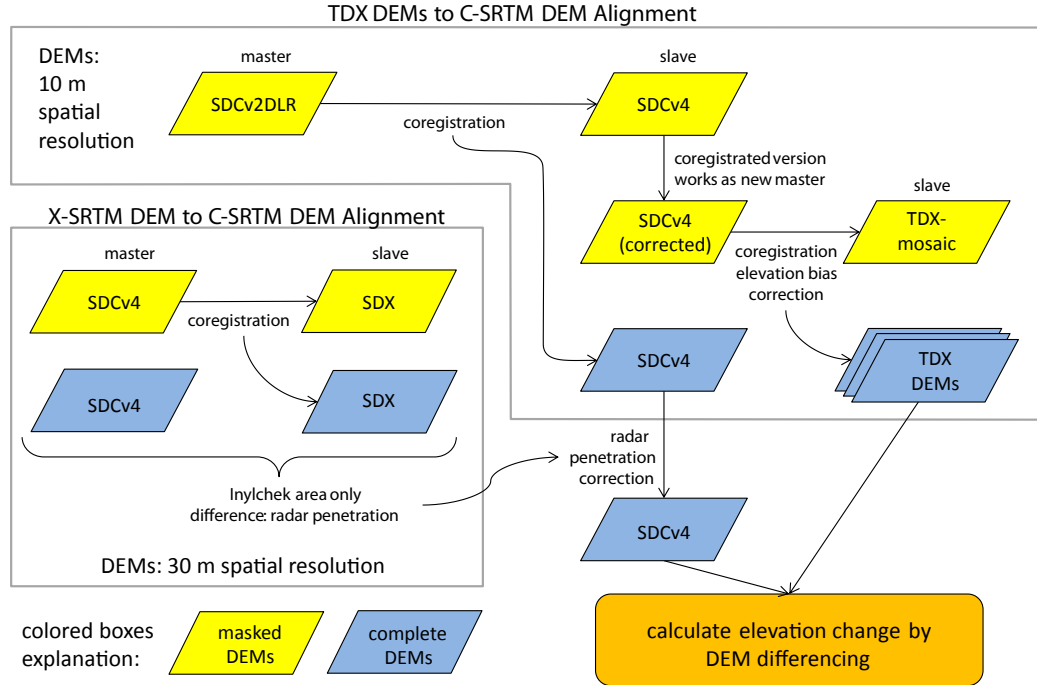 TDX DEMs to C-SRTM DEM Alignment
DEMs:
10 m
spatial
resolution
master
SDCv2DLR
coregistration
slave
SDCv4
coregistrated version
works as new master
SDCv4
(corrected)
slave
TDX-
mosaic
coregistration
elevation bias
correction
SDCv4
TDX
DEMs
X-SRTM DEM to C-SRTM DEM Alignment
master
slave
SDCv4
SDX
coregistration
SDCv4
SDX
Inylchek area only
difference: radar penetration
DEMs: 30 m spatial resolution
radar
penetration
correction
SDCv4
calculate elevation change by
DEM differencing
colored boxes
explanation:
masked
DEMs
complete
DEMs